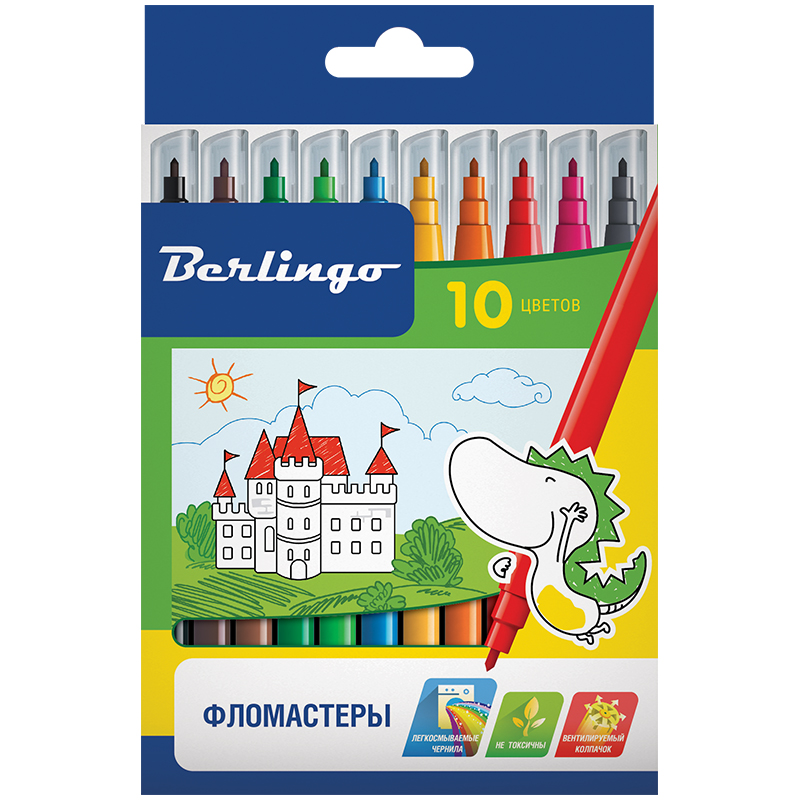 Berlingo
10 ЦВЕТОВ
ФЛОМАСТЕРЫ
ЛЕГКОСМЫВАЕМЫЕ
ЧЕРНИЛА
НЕ ТОКСИЧНЫ
ВЕНТИЛИРУЕМЫЙ
КОЛПАЧОК